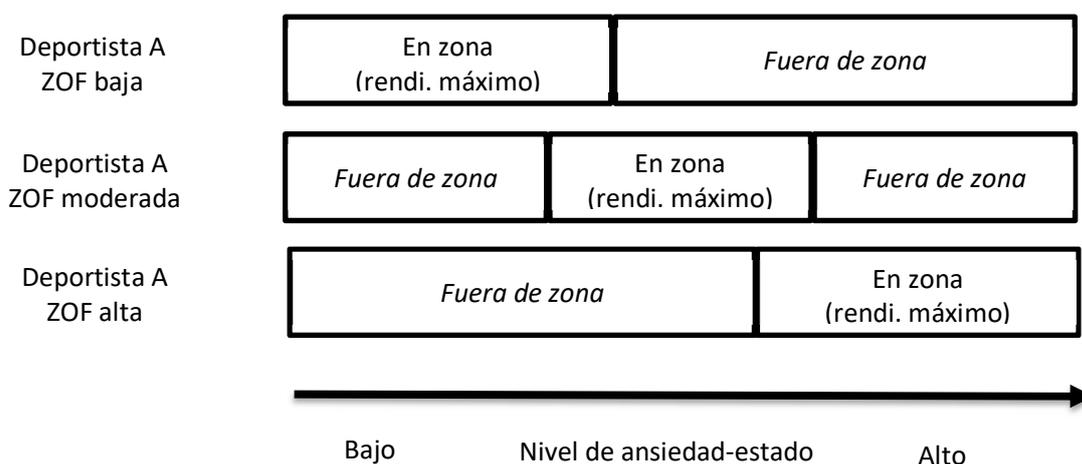 Deportista A
ZOF baja
En zona
(rendi. máximo)
Fuera de zona
Deportista A
ZOF moderada
Fuera de zona
En zona
(rendi. máximo)
Fuera de zona
Deportista A
ZOF alta
Fuera de zona
En zona
(rendi. máximo)
Bajo
Nivel de ansiedad-estado
Alto